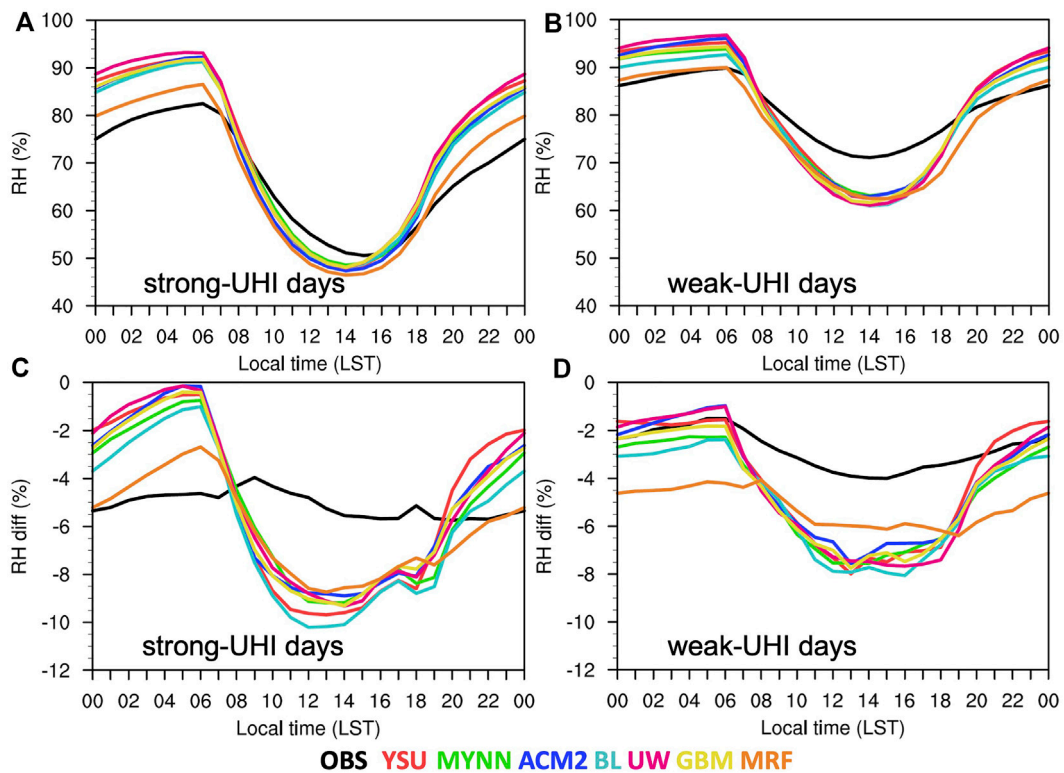 A
100
90
80
70
60
50
40
RH (%)
strong-UHI days
00 02 04 06 08 10 12 14 16 18 20 22 00
Local time (LST)
B
100
90
80
70
60
50
40
RH (%)
weak-UHI days
00 02 04 06 08 10 12 14 16 18 20 22 00
Local time (LST)
C
0
-2
-4
-6
-8
-10
-12
RH diff (%)
strong-UHI days
00 02 04 06 08 10 12 14 16 18 20 22 00
Local time (LST)
D
0
-2
-4
-6
-8
-10
-12
RH diff (%)
weak-UHI days
00 02 04 06 08 10 12 14 16 18 20 22 00
Local time (LST)
OBS YSU MYNN ACM2 BL UW GBM MRF